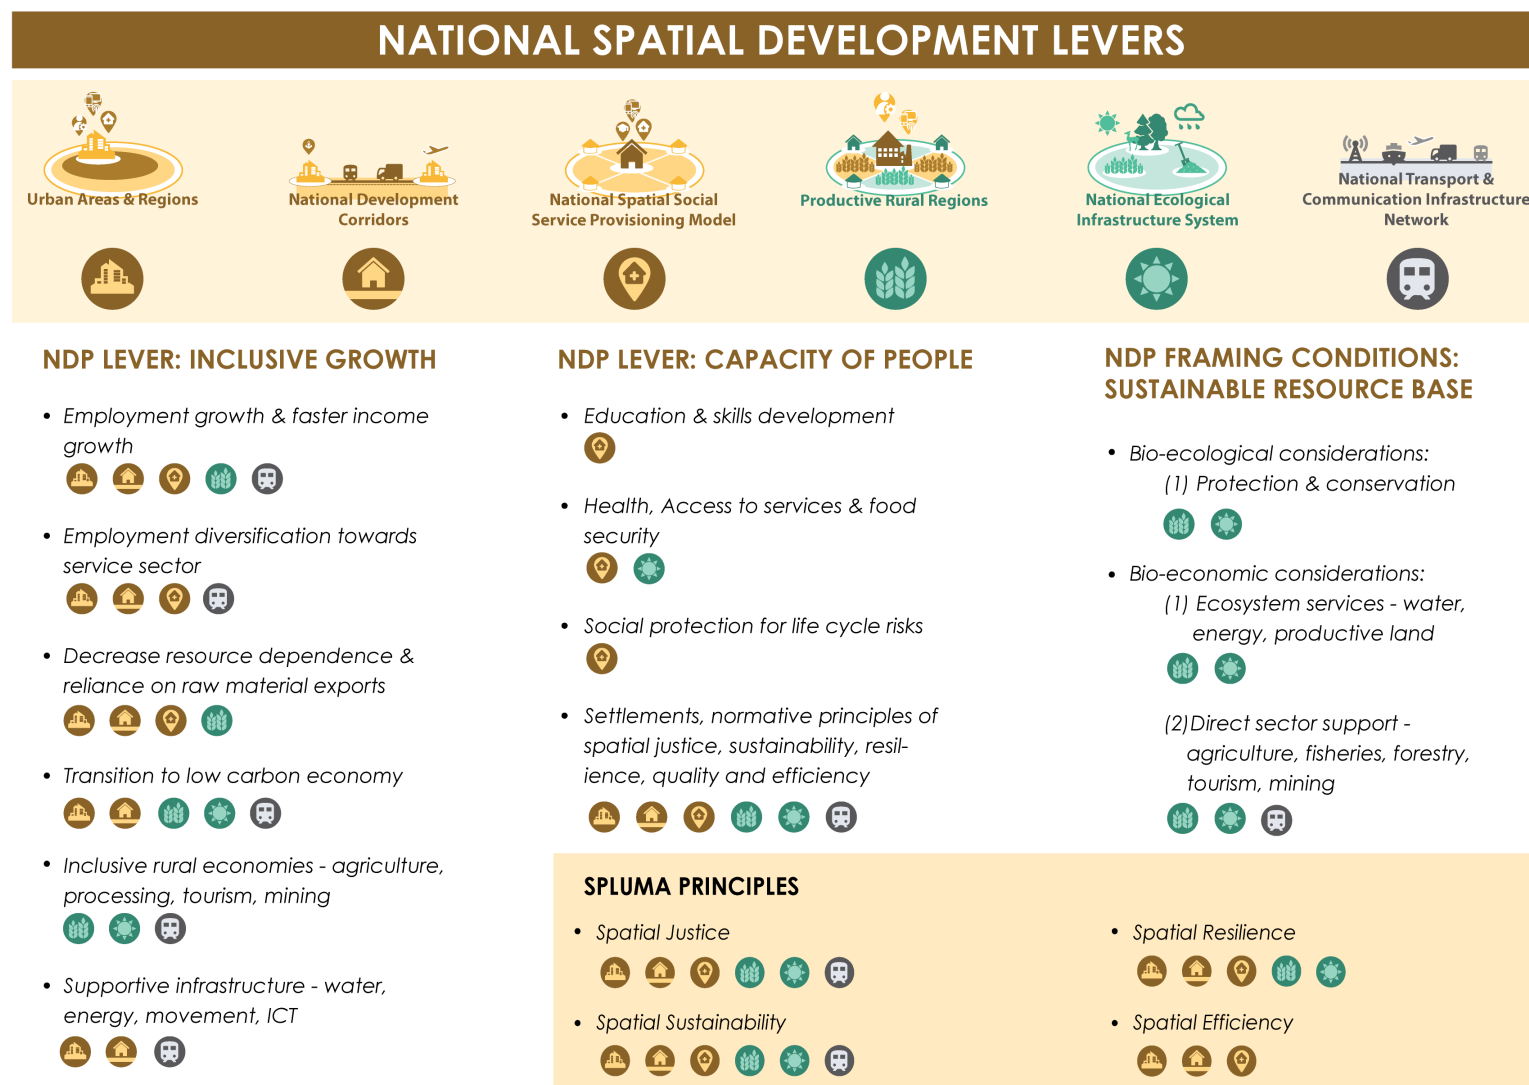 NATIONAL SPATIAL DEVELOPMENT LEVERS
Urban Areas & Regions
National Development
Corridors
National Spatial Social
Service Provisioning Model
Productive Rural Regions
National Ecological
Infrastructure System
National Transport &
Communication Infrastructure
Network
NDP LEVER: INCLUSIVE GROWTH
• Employment growth & faster income
growth
• Employment diversification towards
service sector
• Decrease resource dependence &
reliance on raw material exports
• Transition to low carbon economy
• Inclusive rural economies - agriculture,
processing, tourism, mining
• Supportive infrastructure - water,
energy, movement, ICT
NDP LEVER: CAPACITY OF PEOPLE
• Education & skills development
• Health, Access to services & food
security
• Social protection for life cycle risks
• Settlements, normative principles of
spatial justice, sustainability, resil-
ience, quality and efficiency
NDP FRAMING CONDITIONS:
SUSTAINABLE RESOURCE BASE
• Bio-ecological considerations:
(1) Protection & conservation
• Bio-economic considerations:
(1) Ecosystem services - water,
energy, productive land
(2)Direct sector support -
agriculture, fisheries, forestry,
tourism, mining
SPLUMA PRINCIPLES
• Spatial Justice
• Spatial Sustainability
• Spatial Resilience
• Spatial Efficiency